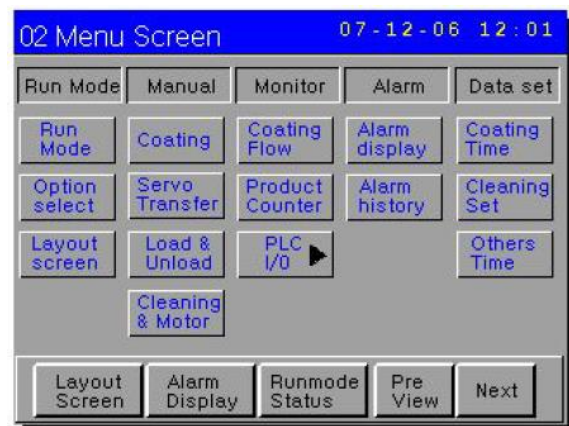 02 Menu Screen 07-12-06 12:01
Run Mode Manual Monitor Alarm Data set
Run Mode
Coating
Coating Flow
Alarm display
Coating Time
Option select
Servo Transfer
Product Counter
Alarm history
Cleaning Set
Layout screen
Load & Unload
PLC I/O
Others Time
Cleaning & Motor
Layout Screen
Alarm Display
Runmode Status
Pre View
Next